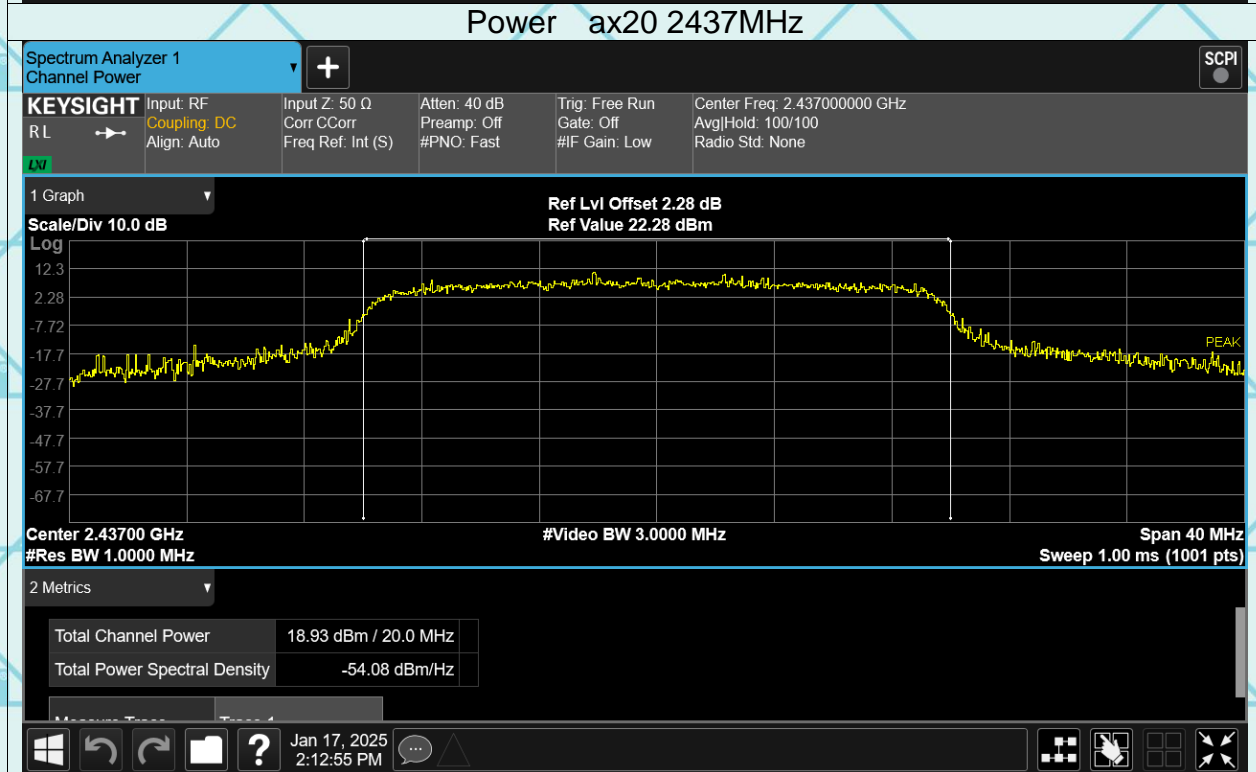 Power ax20 2437MHz
Spectrum Analyzer 1
Channel Power
SCPI
KEYSIGHT
R L
LXI
Input: RF
Coupling: DC
Align: Auto
Input Z: 50 Ω
Corr CCorr
Freq Ref: Int (S)
Atten: 40 dB
Preamp: Off
#PNO: Fast
Trig: Free Run
Gate: Off
#IF Gain: Low
Center Freq: 2.437000000 GHz
Avg|Hold: 100/100
Radio Std: None
1 Graph
Ref Lvl Offset 2.28 dB
Scale/Div 10.0 dB
Ref Value 22.28 dBm
Log
12.3
2.28
-7.72
-17.7
-27.7
-37.7
-47.7
-57.7
-67.7
PEAK
Center 2.43700 GHz
#Video BW 3.0000 MHz
Span 40 MHz
#Res BW 1.0000 MHz
Sweep 1.00 ms (1001 pts)
2 Metrics
Total Channel Power
18.93 dBm / 20.0 MHz
Total Power Spectral Density
-54.08 dBm/Hz
Measure Trace
Trace 1
?
Jan 17, 2025
2:12:55 PM